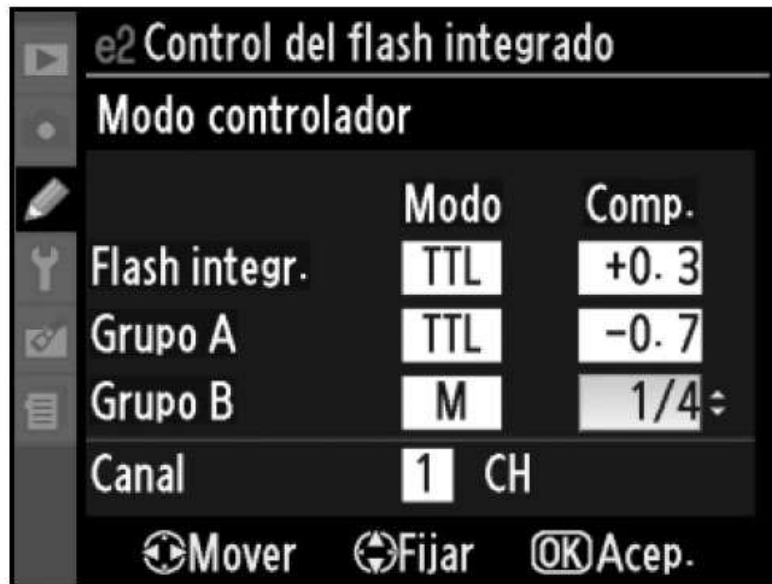 e2 Control del flash integrado
Modo controlador
Modo Comp.
Flash integr. TTL +0. 3
Grupo A TTL -0. 7
Grupo B M 1/4
Canal 1 CH
Mover Fijar OK Acep.